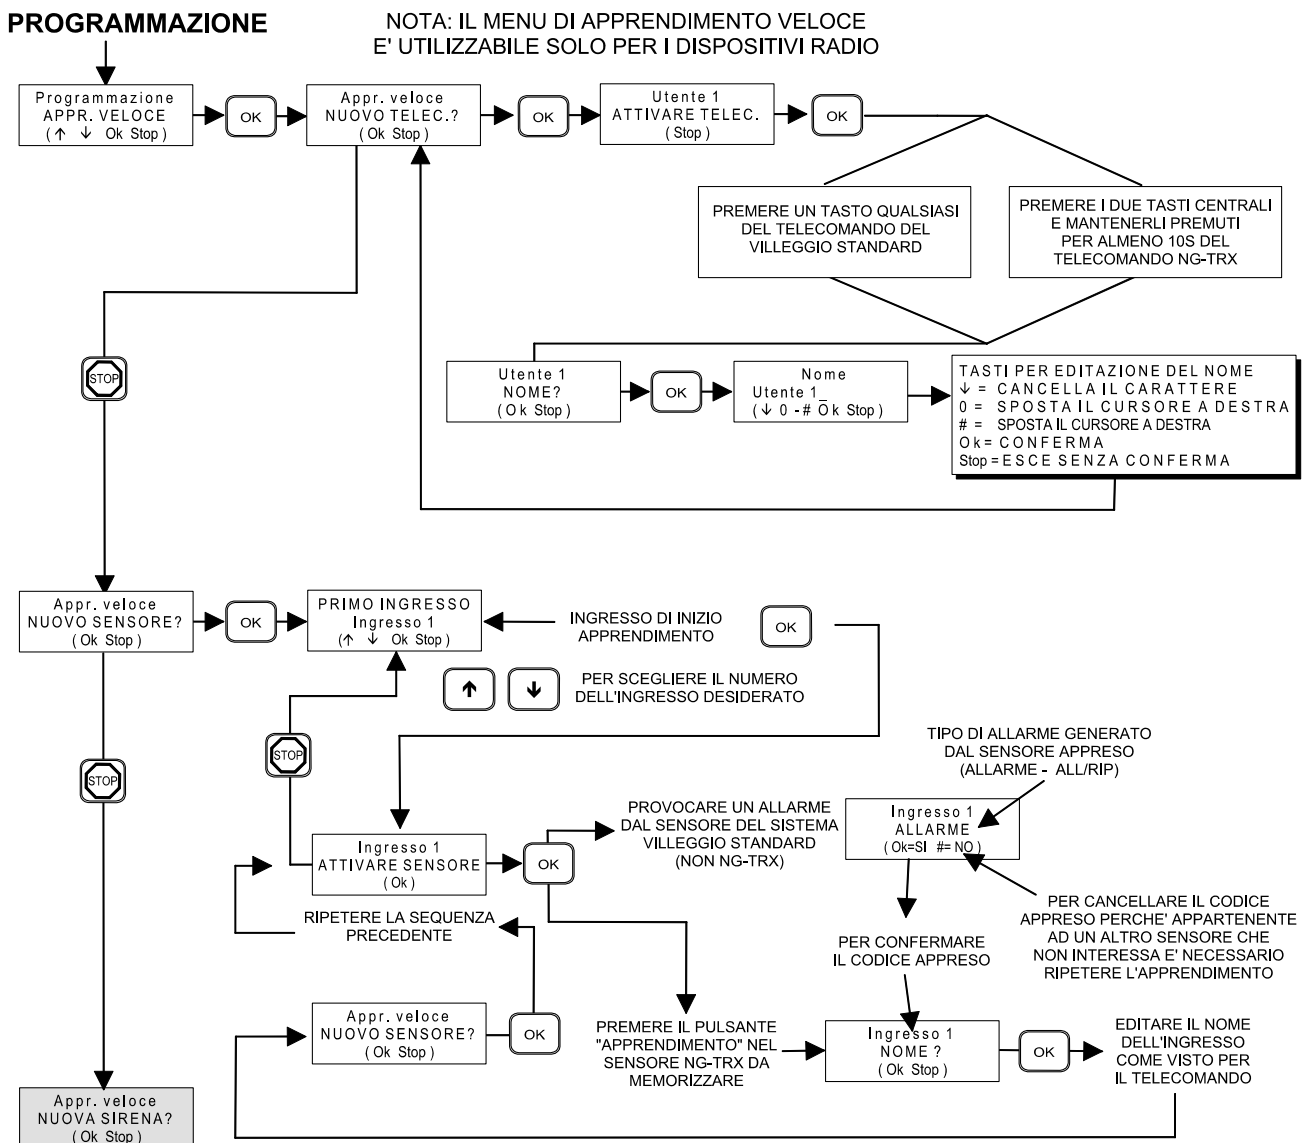 PROGRAMMAZIONE
NOTA: IL MENU DI APPRENDIMENTO VELOCE
E' UTILIZZABILE SOLO PER I DISPOSITIVI RADIO
Programmazione
APPR. VELOCE
(↑ ↓ Ok Stop)
OK
Appr. veloce
NUOVO TELEC.?
(Ok Stop)
OK
Utente 1
ATTIVARE TELEC.
(Stop)
OK
PREMERE UN TASTO QUALSIASI
DEL TELECOMANDO DEL
VILLEGGIO STANDARD
PREMERE I DUE TASTI CENTRALI
E MANTENERLI PREMUTI
PER ALMENO 10S DEL
TELECOMANDO NG-TRX
STOP
Utente 1
NOME?
(Ok Stop)
OK
Nome
Utente 1_
(↓ 0 - # Ok Stop)
TASTI PER EDITAZIONE DEL NOME
↓ = CANCELLA IL CARATTERE
0 = SPOSTA IL CURSORE A DESTRA
# = SPOSTA IL CURSORE A DESTRA
Ok = CONFERMA
Stop = ESCE SENZA CONFERMA
Appr. veloce
NUOVO SENSORE?
(Ok Stop)
OK
PRIMO INGRESSO
Ingresso 1
(↑ ↓ Ok Stop)
INGRESSO DI INIZIO
APPRENDIMENTO
OK
↑ ↓
PER SCEGLIERE IL NUMERO
DELL'INGRESSO DESIDERATO
STOP
STOP
TIPO DI ALLARME GENERATO
DAL SENSORE APPRESO
(ALLARME - ALL/RIP)
Ingresso 1
ATTIVARE SENSORE
(Ok)
OK
PROVOCARE UN ALLARME
DAL SENSORE DEL SISTEMA
VILLEGGIO STANDARD
(NON NG-TRX)
Ingresso 1
ALLARME
(Ok=SI #= NO)
RIPETERE LA SEQUENZA
PRECEDENTE
PER CONFERMARE
IL CODICE APPRESO
PER CANCELLARE IL CODICE
APPRESO PERCHE' APPARTENENTE
AD UN ALTRO SENSORE CHE
NON INTERESSA E' NECESSARIO
RIPETERE L'APPRENDIMENTO
Appr. veloce
NUOVO SENSORE?
(Ok Stop)
OK
PREMERE IL PULSANTE
"APPRENDIMENTO" NEL
SENSORE NG-TRX DA
MEMORIZZARE
Ingresso 1
NOME ?
(Ok Stop)
OK
EDITARE IL NOME
DELL'INGRESSO
COME VISTO PER
IL TELECOMANDO
Appr. veloce
NUOVA SIRENA?
(Ok Stop)